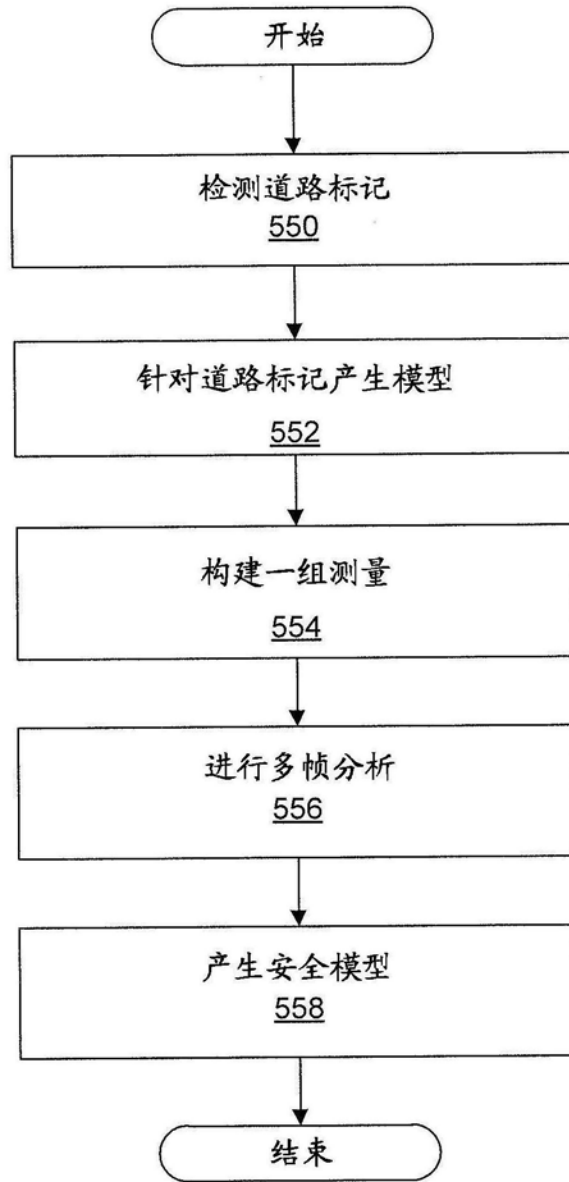 开始
检测道路标记
550
针对道路标记产生模型
552
构建一组测量
554
进行多帧分析
556
产生安全模型
558
结束